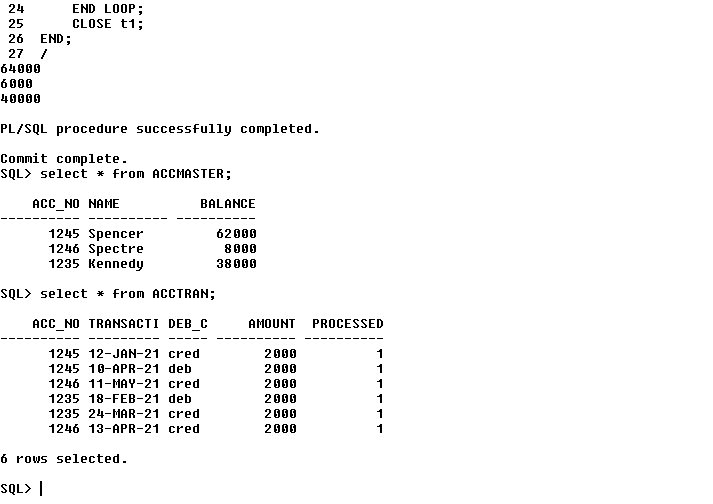 24      END LOOP;
 25      CLOSE t1;
 26  END;
 27  /
64000
6000
40000

PL/SQL procedure successfully completed.

Commit complete.
SQL> select * from ACCMASTER;

    ACC_NO NAME          BALANCE
---------- ---------- ----------
      1245 Spencer         62000
      1246 Spectre          8000
      1235 Kennedy         38000

SQL> select * from ACCTRAN;

    ACC_NO TRANSACTI DEB_C     AMOUNT  PROCESSED
---------- --------- ----- ---------- ----------
      1245 12-JAN-21 cred        2000          1
      1245 10-APR-21 deb         2000          1
      1246 11-MAY-21 cred        2000          1
      1235 18-FEB-21 deb         2000          1
      1235 24-MAR-21 cred        2000          1
      1246 13-APR-21 cred        2000          1

6 rows selected.

SQL>